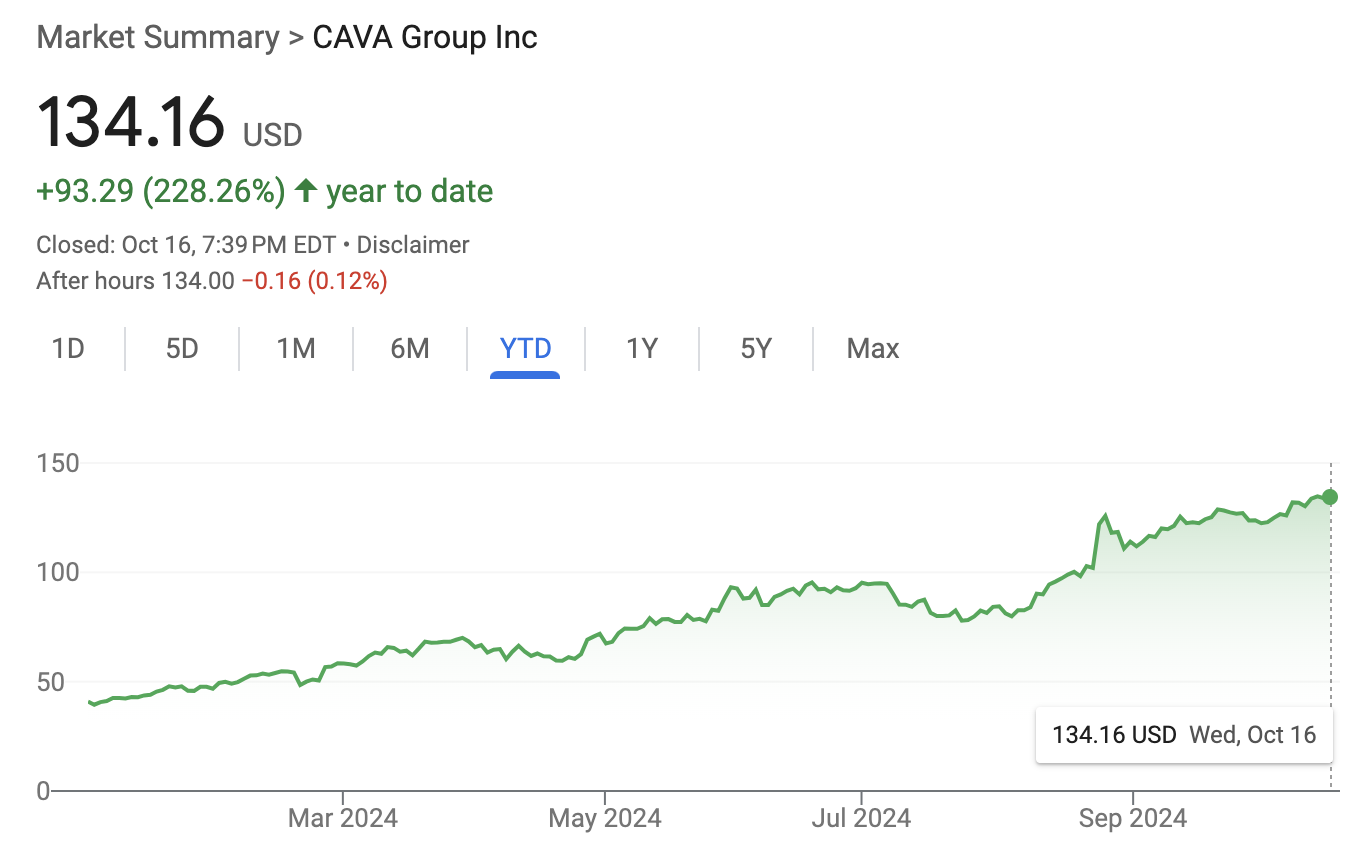 Market Summary > CAVA Group Inc
134.16 USD
+93.29 (228.26%) ↑ year to date
Closed: Oct 16, 7:39 PM EDT • Disclaimer
After hours 134.00 −0.16 (0.12%)
1D 5D 1M 6M YTD 1Y 5Y Max
150
100
50
134.16 USD Wed, Oct 16
0
Mar 2024 May 2024 Jul 2024 Sep 2024